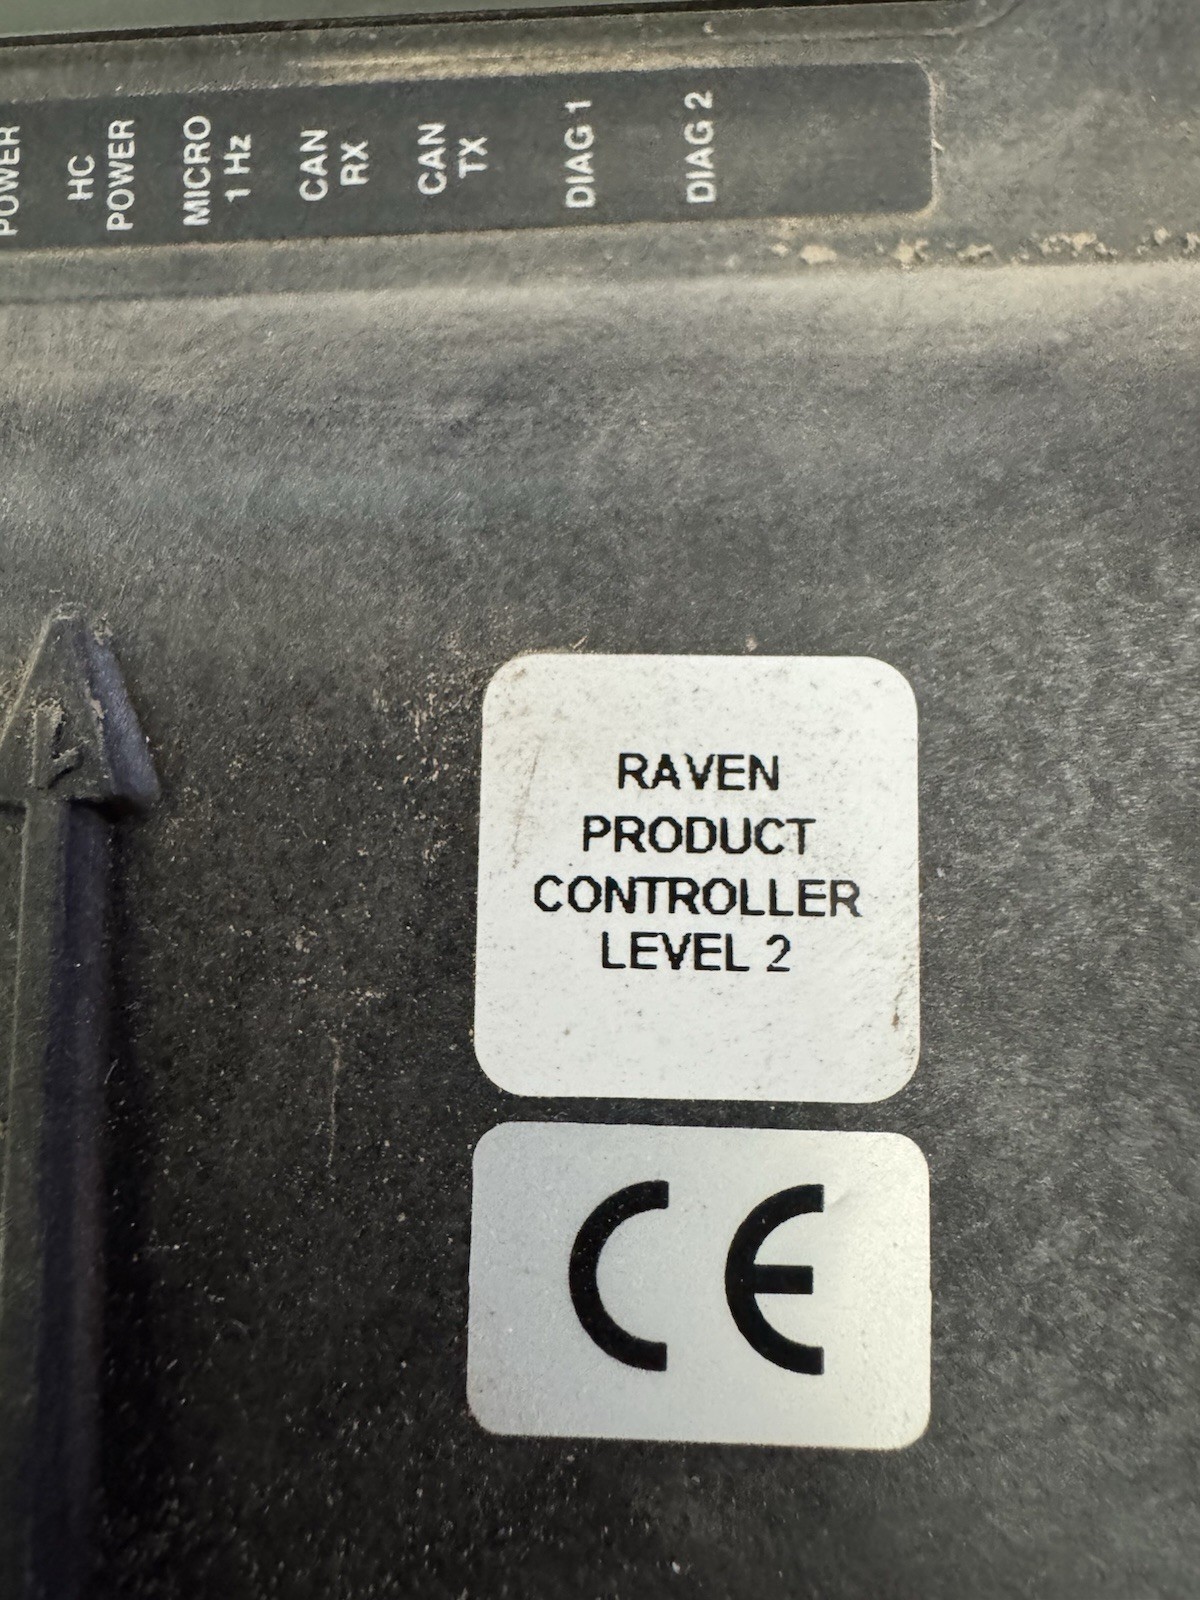 POWER
HC
POWER
MICRO
1 Hz
CAN
RX
CAN
TX
DIAG 1
DIAG 2
RAVEN
PRODUCT
CONTROLLER
LEVEL 2
CE